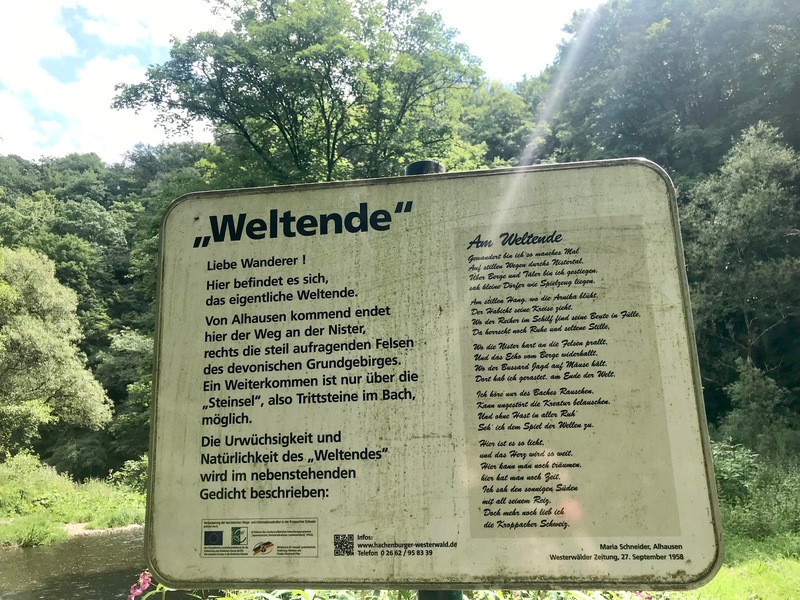 „Weltende“
Liebe Wanderer !
Hier befindet es sich,
das eigentliche Weltende.
Von Alhausen kommend endet
hier der Weg an der Nister,
rechts die steil aufragenden Felsen
des devonischen Grundgebirges.
Ein Weiterkommen ist nur über die
„Steinsel“, also Trittsteine im Bach,
möglich.
Die Urwüchsigkeit und
Natürlichkeit des „Weltendes“
wird im nebenstehenden
Gedicht beschrieben:
Infos:
www.hachenburger-westerwald.de
Telefon 0 26 62 / 95 83 39
Am Weltende
Gewandert bin ich so manches Mal
Auf stillen Wegen durchs Nistertal,
Über Berge und Täler bin ich gestiegen,
sah kleine Dörfer wie Spielzeug liegen.
Am stillen Hang, wo die Arnika blüht,
Der Habicht seine Kreise zieht,
Wo der Reiher im Schilf find seine Beute in Fülle,
Da herrscht noch Ruhe und seltene Stille,
Wo die Nister hart an die Felsen prallt,
Und das Echo vom Berge widerhallt,
Wo der Bussard Jagd auf Mäuse hält,
Dort hab ich gerastet, am Ende der Welt.
Ich höre nur des Baches Rauschen,
Kann ungestört die Kreatur belauschen,
Und ohne Hast in aller Ruh'
Seh' ich dem Spiel der Wellen zu.
Hier ist es so licht,
und das Herz wird so weit,
Hier kann man noch träumen,
hier hat man noch Zeit,
Ich sah den sonnigen Süden
mit all seinem Reiz,
Doch mehr noch lieb ich
die Kroppacher Schweiz.
Maria Schneider, Alhausen
Westerwälder Zeitung, 27. September 1958